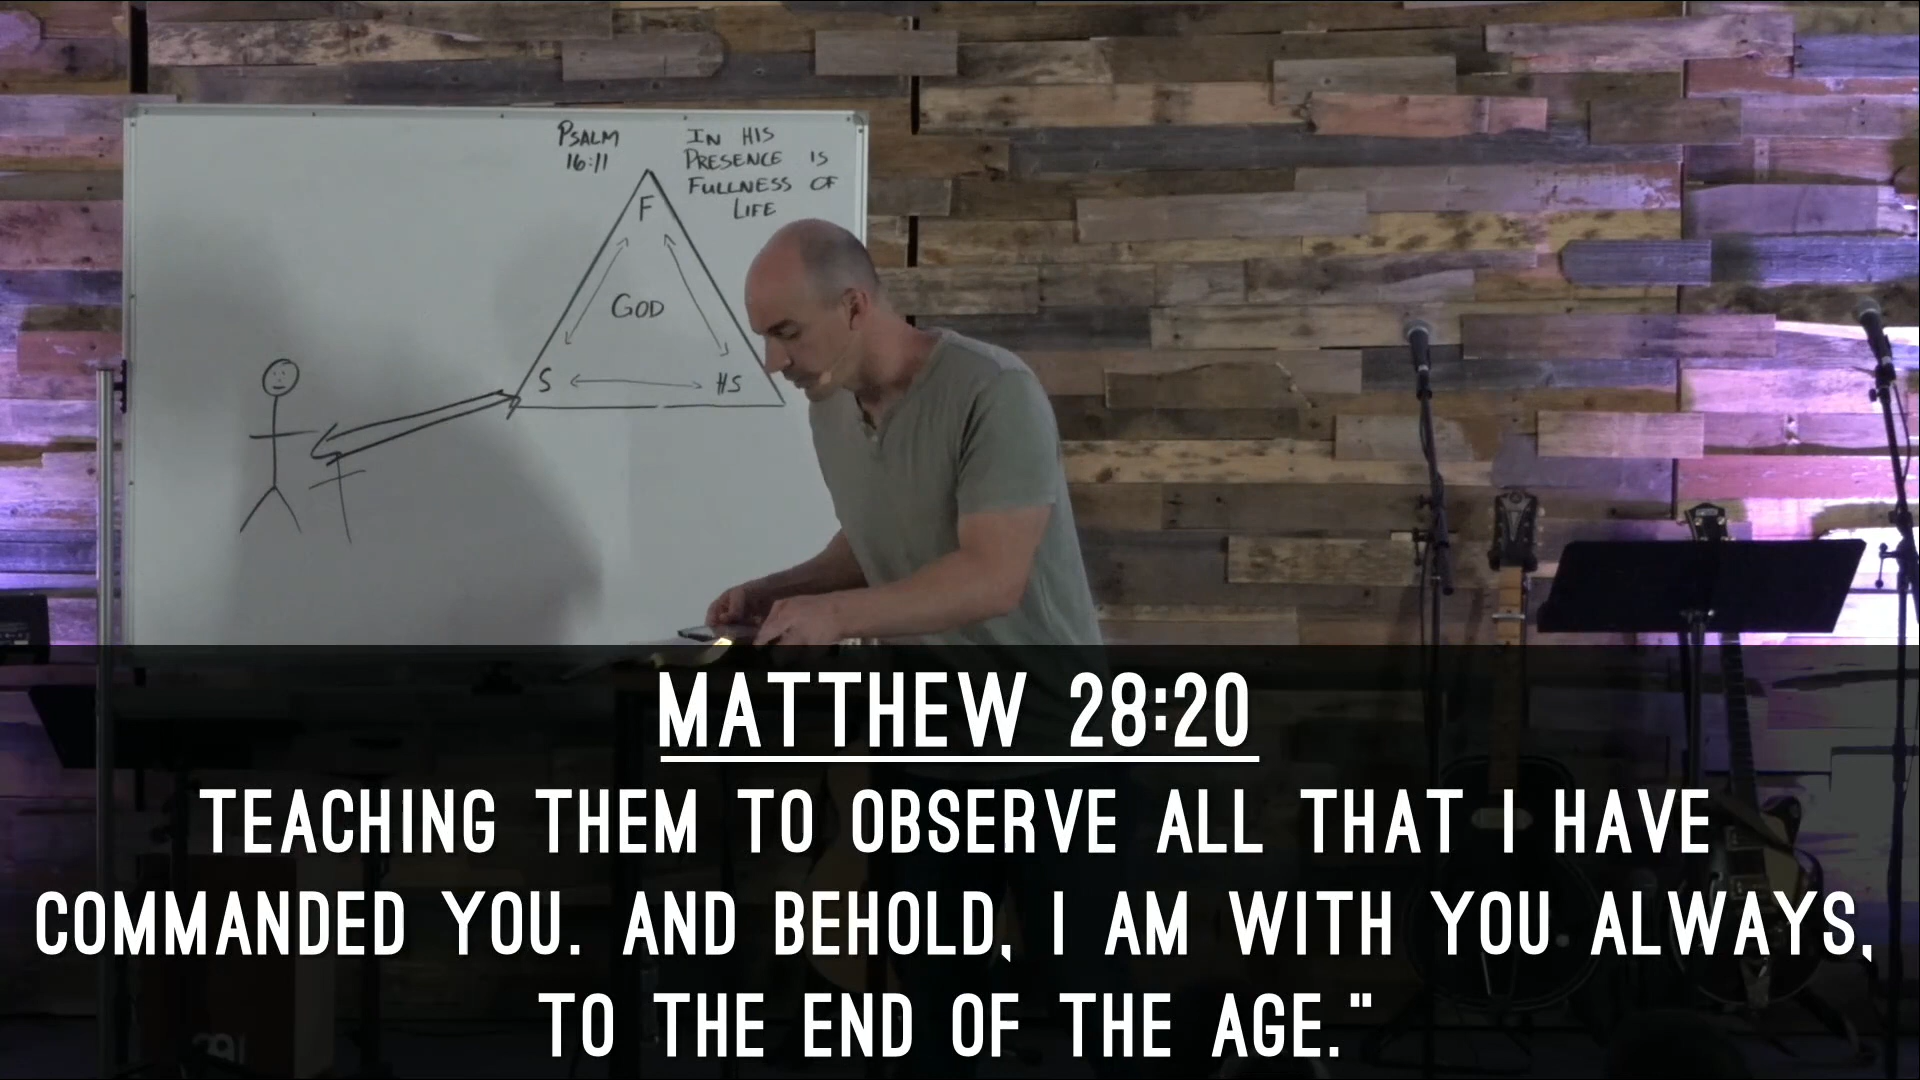 PSALM
16:11
IN HIS
PRESENCE IS
FULLNESS OF
LIFE
F
GOD
S
HS
MATTHEW 28:20
TEACHING THEM TO OBSERVE ALL THAT I HAVE
COMMANDED YOU. AND BEHOLD, I AM WITH YOU ALWAYS,
TO THE END OF THE AGE."